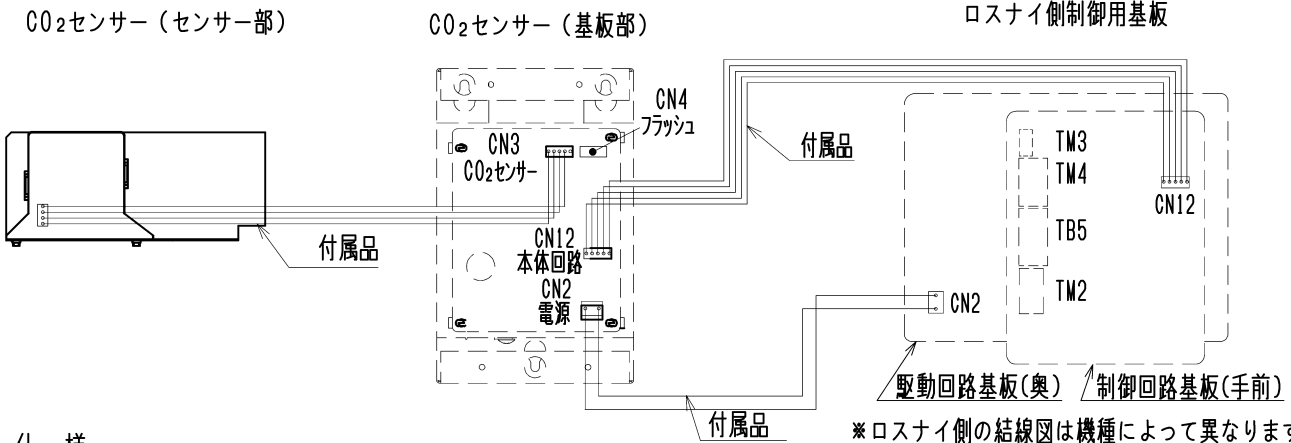 CO₂センサー（センサー部）
CO₂センサー（基板部）
ロスナイ側制御用基板
CN4
フラッシュ
CN3
CO₂センサー
付属品
TM3
TM4
CN12
TB5
付属品
CN12
本体回路
CN2
電源
TM2
CN2
駆動回路基板(奥)
制御回路基板(手前)
付属品
※ロスナイ側の結線図は機種によって異なります
仕 様